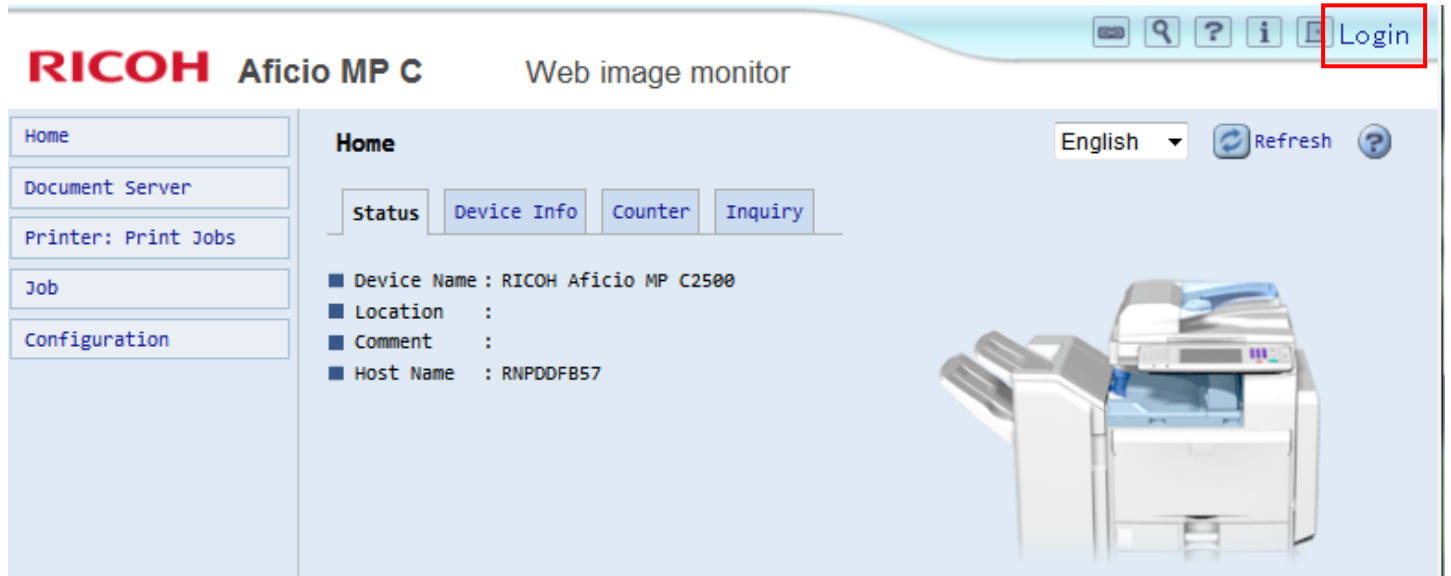 Login
RICOH Aficio MP C Web image monitor
Home
Document Server
Printer: Print Jobs
Job
Configuration
Home
English Refresh
Status Device Info Counter Inquiry
Device Name : RICOH Aficio MP C2500
Location :
Comment :
Host Name : RNPDDFB57